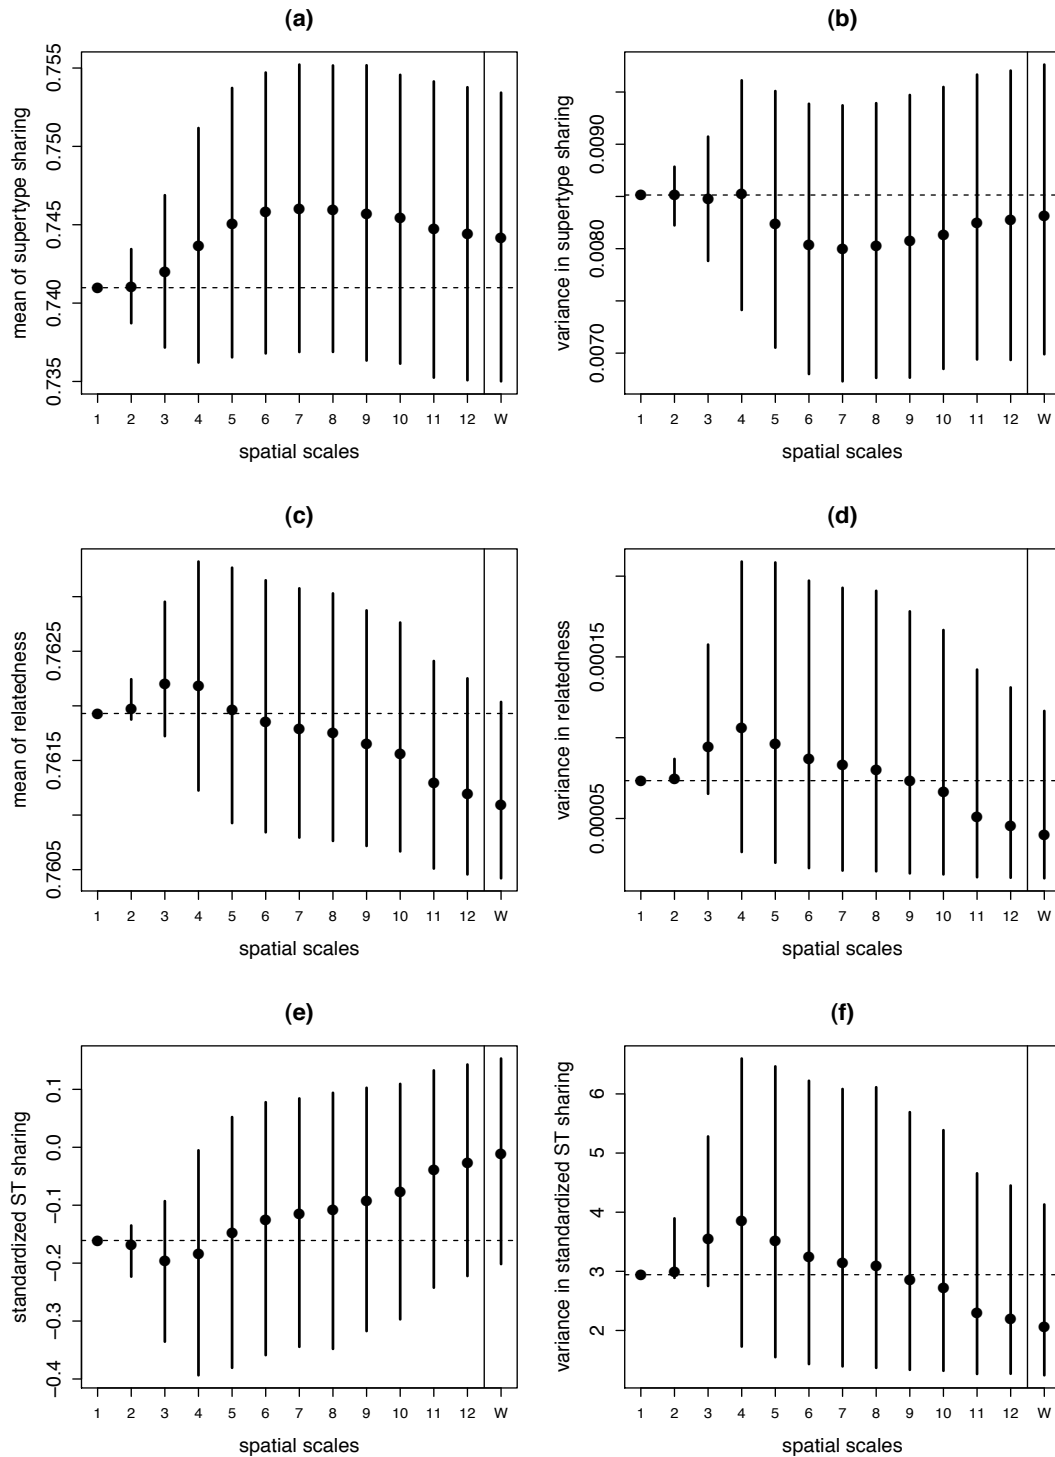 (a)
mean of supertype sharing
0.755
0.750
0.745
0.740
0.735
1 2 3 4 5 6 7 8 9 10 11 12 W
spatial scales
(b)
variance in supertype sharing
0.0090
0.0080
0.0070
1 2 3 4 5 6 7 8 9 10 11 12 W
spatial scales
(c)
mean of relatedness
0.7625
0.7615
0.7605
1 2 3 4 5 6 7 8 9 10 11 12 W
spatial scales
(d)
variance in relatedness
0.00015
0.00005
1 2 3 4 5 6 7 8 9 10 11 12 W
spatial scales
(e)
standardized ST sharing
0.1
0.0
−0.1
−0.2
−0.3
−0.4
1 2 3 4 5 6 7 8 9 10 11 12 W
spatial scales
(f)
variance in standardized ST sharing
6
5
4
3
2
1 2 3 4 5 6 7 8 9 10 11 12 W
spatial scales